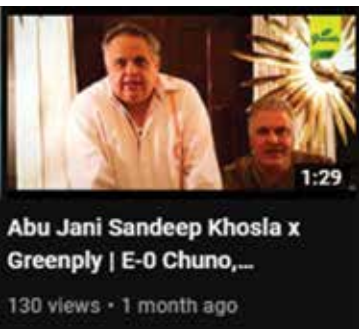 1:29
Abu Jani Sandeep Khosla x
Greenply | E-0 Chuno,...
130 views • 1 month ago